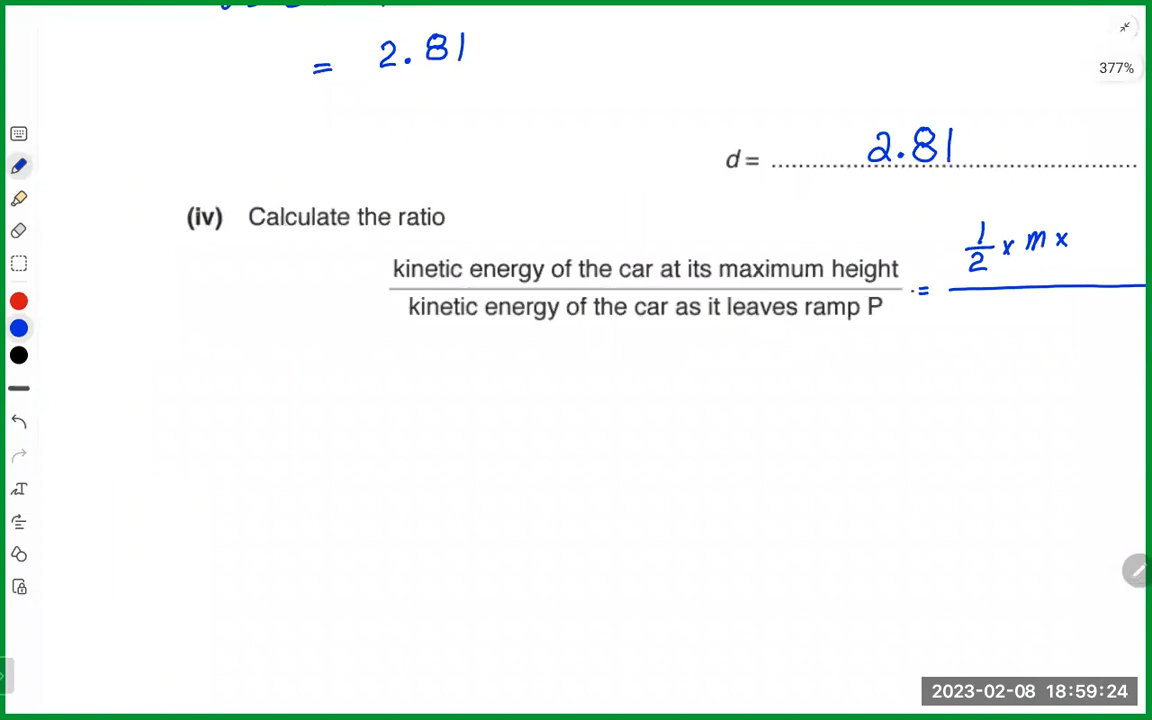 = 2.81
377%
d = 2.81
(iv) Calculate the ratio
kinetic energy of the car at its maximum height
kinetic energy of the car as it leaves ramp P
= 1/2 × m ×
2023-02-08 18:59:24